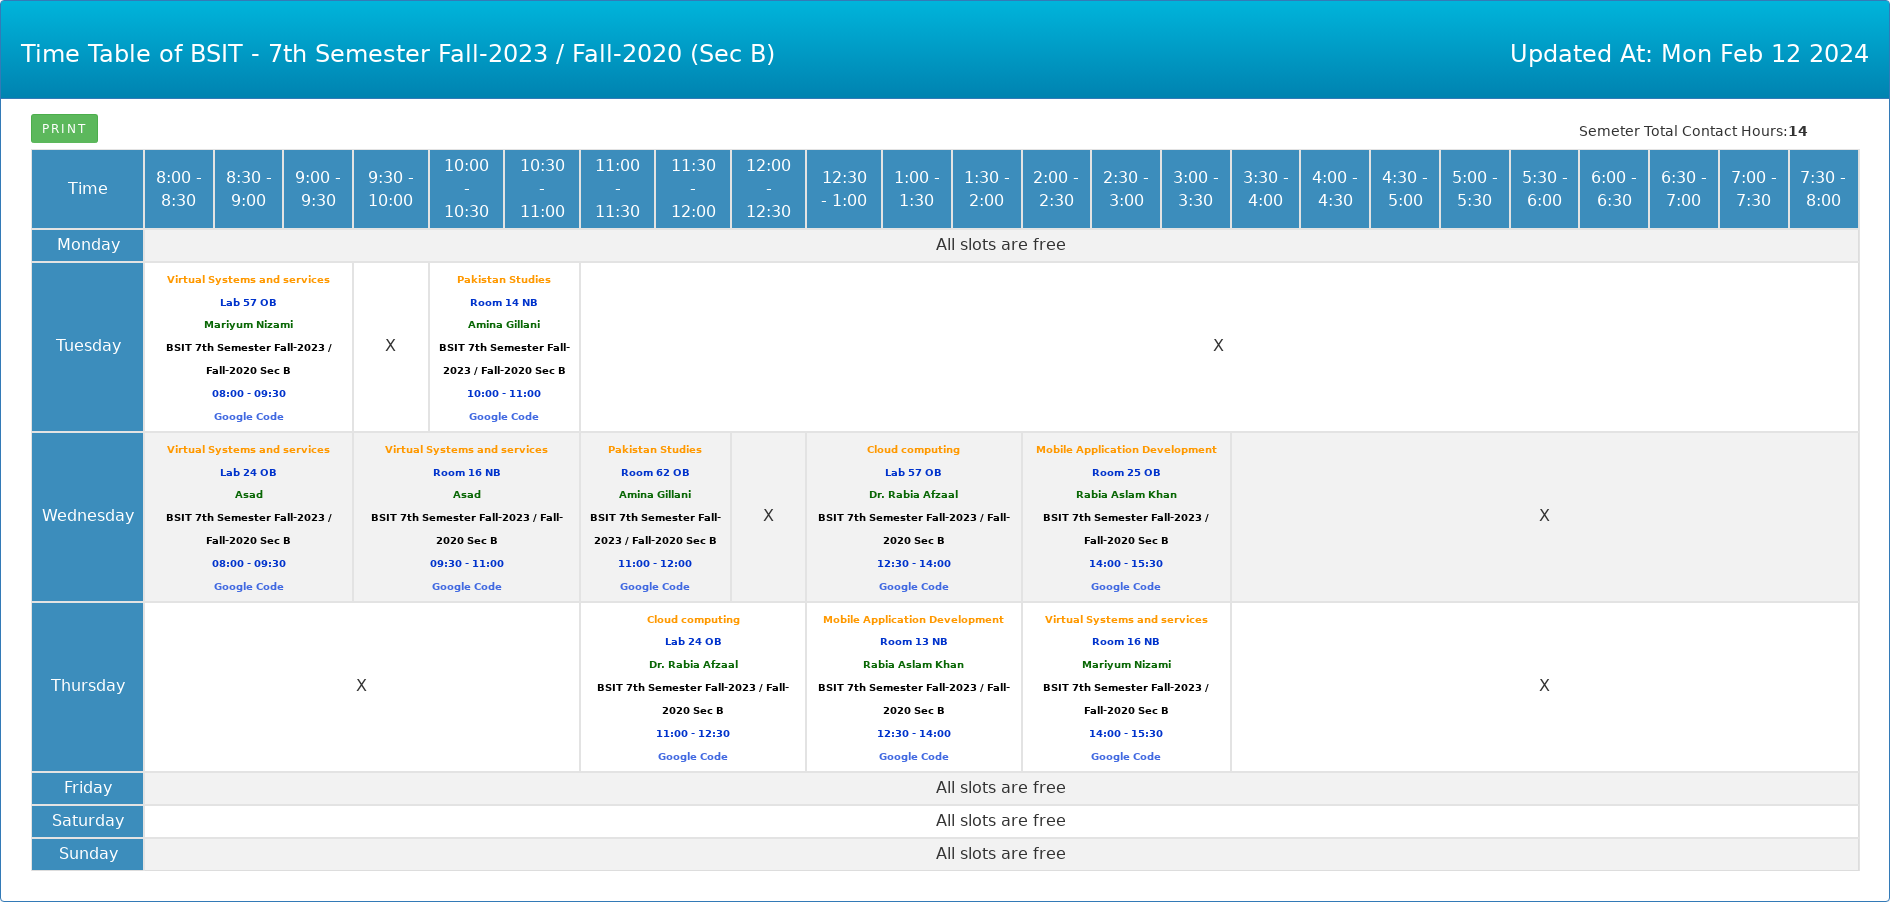 Time Table of BSIT - 7th Semester Fall-2023 / Fall-2020 (Sec B)
Updated At: Mon Feb 12 2024
PRINT
Semeter Total Contact Hours:14
Time
8:00 -
8:30
8:30 -
9:00
9:00 -
9:30
9:30 -
10:00
10:00
-
10:30
10:30
-
11:00
11:00
-
11:30
11:30
-
12:00
12:00
-
12:30
12:30
- 1:00
1:00 -
1:30
1:30 -
2:00
2:00 -
2:30
2:30 -
3:00
3:00 -
3:30
3:30 -
4:00
4:00 -
4:30
4:30 -
5:00
5:00 -
5:30
5:30 -
6:00
6:00 -
6:30
6:30 -
7:00
7:00 -
7:30
7:30 -
8:00
Monday
All slots are free
Tuesday
Virtual Systems and services
Lab 57 OB
Mariyum Nizami
BSIT 7th Semester Fall-2023 /
Fall-2020 Sec B
08:00 - 09:30
Google Code
X
Pakistan Studies
Room 14 NB
Amina Gillani
BSIT 7th Semester Fall-
2023 / Fall-2020 Sec B
10:00 - 11:00
Google Code
X
Wednesday
Virtual Systems and services
Lab 24 OB
Asad
BSIT 7th Semester Fall-2023 /
Fall-2020 Sec B
08:00 - 09:30
Google Code
Virtual Systems and services
Room 16 NB
Asad
BSIT 7th Semester Fall-2023 / Fall-
2020 Sec B
09:30 - 11:00
Google Code
Pakistan Studies
Room 62 OB
Amina Gillani
BSIT 7th Semester Fall-
2023 / Fall-2020 Sec B
11:00 - 12:00
Google Code
X
Cloud computing
Lab 57 OB
Dr. Rabia Afzaal
BSIT 7th Semester Fall-2023 / Fall-
2020 Sec B
12:30 - 14:00
Google Code
Mobile Application Development
Room 25 OB
Rabia Aslam Khan
BSIT 7th Semester Fall-2023 /
Fall-2020 Sec B
14:00 - 15:30
Google Code
X
Thursday
X
Cloud computing
Lab 24 OB
Dr. Rabia Afzaal
BSIT 7th Semester Fall-2023 / Fall-
2020 Sec B
11:00 - 12:30
Google Code
Mobile Application Development
Room 13 NB
Rabia Aslam Khan
BSIT 7th Semester Fall-2023 / Fall-
2020 Sec B
12:30 - 14:00
Google Code
Virtual Systems and services
Room 16 NB
Mariyum Nizami
BSIT 7th Semester Fall-2023 /
Fall-2020 Sec B
14:00 - 15:30
Google Code
X
Friday
All slots are free
Saturday
All slots are free
Sunday
All slots are free